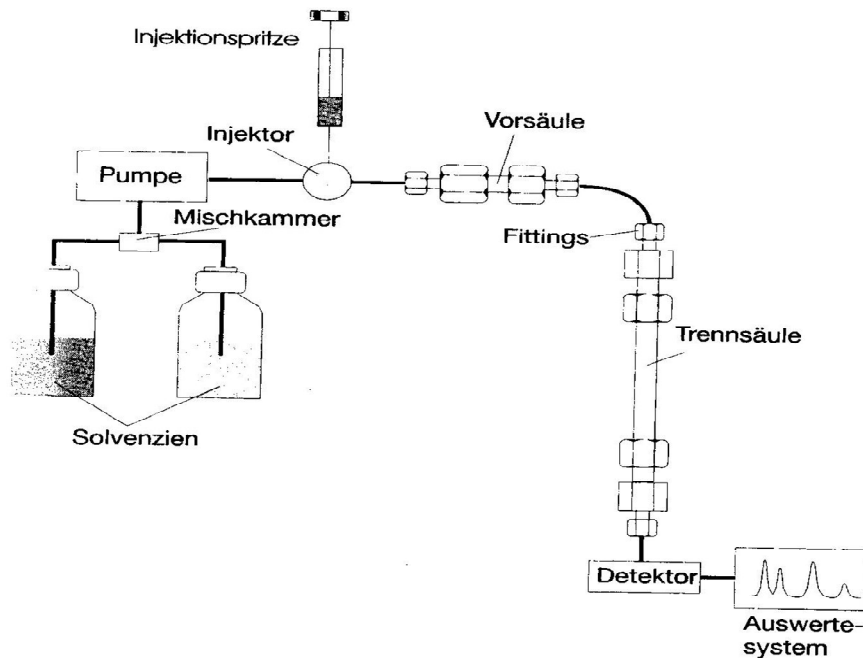 Injektionspritze
Injektor
Vorsäule
Pumpe
Mischkammer
Fittings
Trennsäule
Solvenzien
Detektor
Auswerte-
system